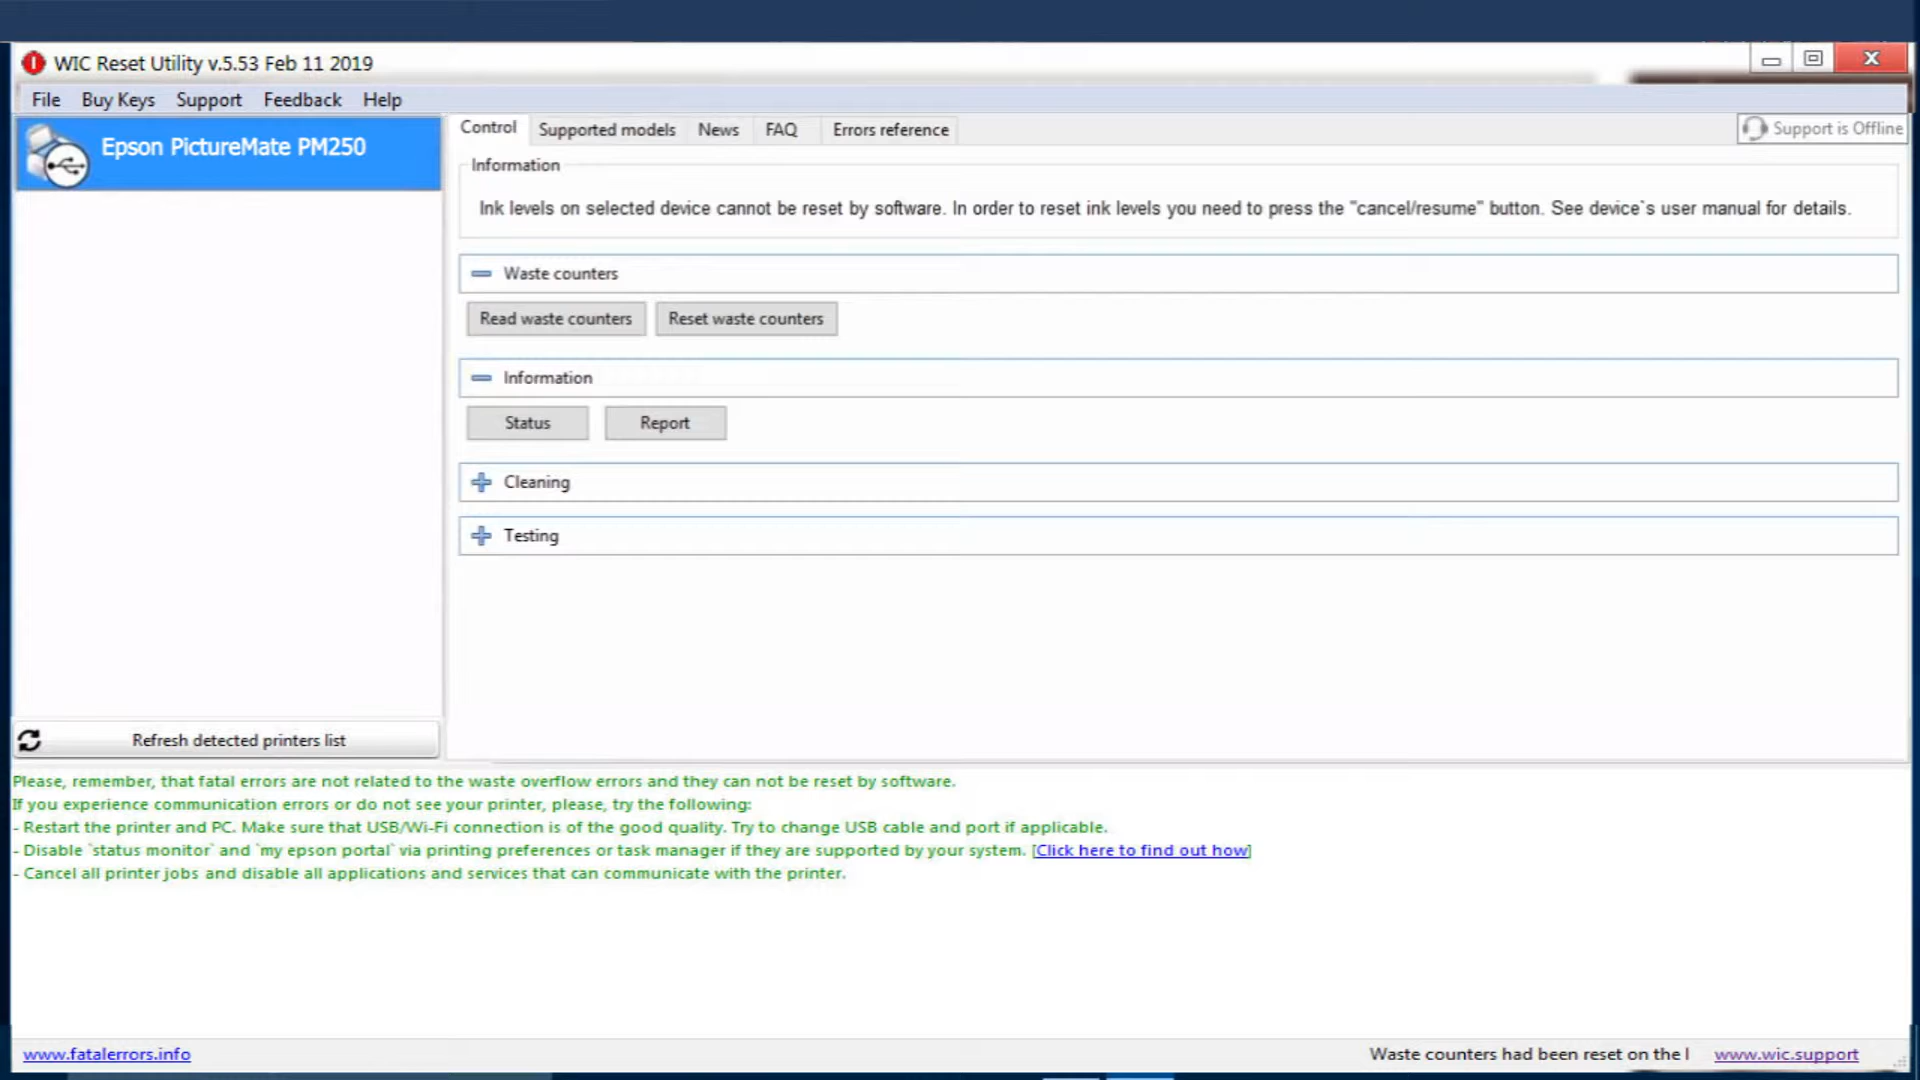 WIC Reset Utility v.5.53 Feb 11 2019
File Buy Keys Support Feedback Help
Epson PictureMate PM250
Control Supported models News FAQ Errors reference
Support is Offline
Information
Ink levels on selected device cannot be reset by software. In order to reset ink levels you need to press the "cancel/resume" button. See device`s user manual for details.
Waste counters
Read waste counters Reset waste counters
Information
Status Report
Cleaning
Testing
Refresh detected printers list
Please, remember, that fatal errors are not related to the waste overflow errors and they can not be reset by software.
If you experience communication errors or do not see your printer, please, try the following:
- Restart the printer and PC. Make sure that USB/Wi-Fi connection is of the good quality. Try to change USB cable and port if applicable.
- Disable `status monitor` and `my epson portal` via printing preferences or task manager if they are supported by your system. [Click here to find out how]
- Cancel all printer jobs and disable all applications and services that can communicate with the printer.
www.fatalerrors.info
Waste counters had been reset on the
www.wic.support